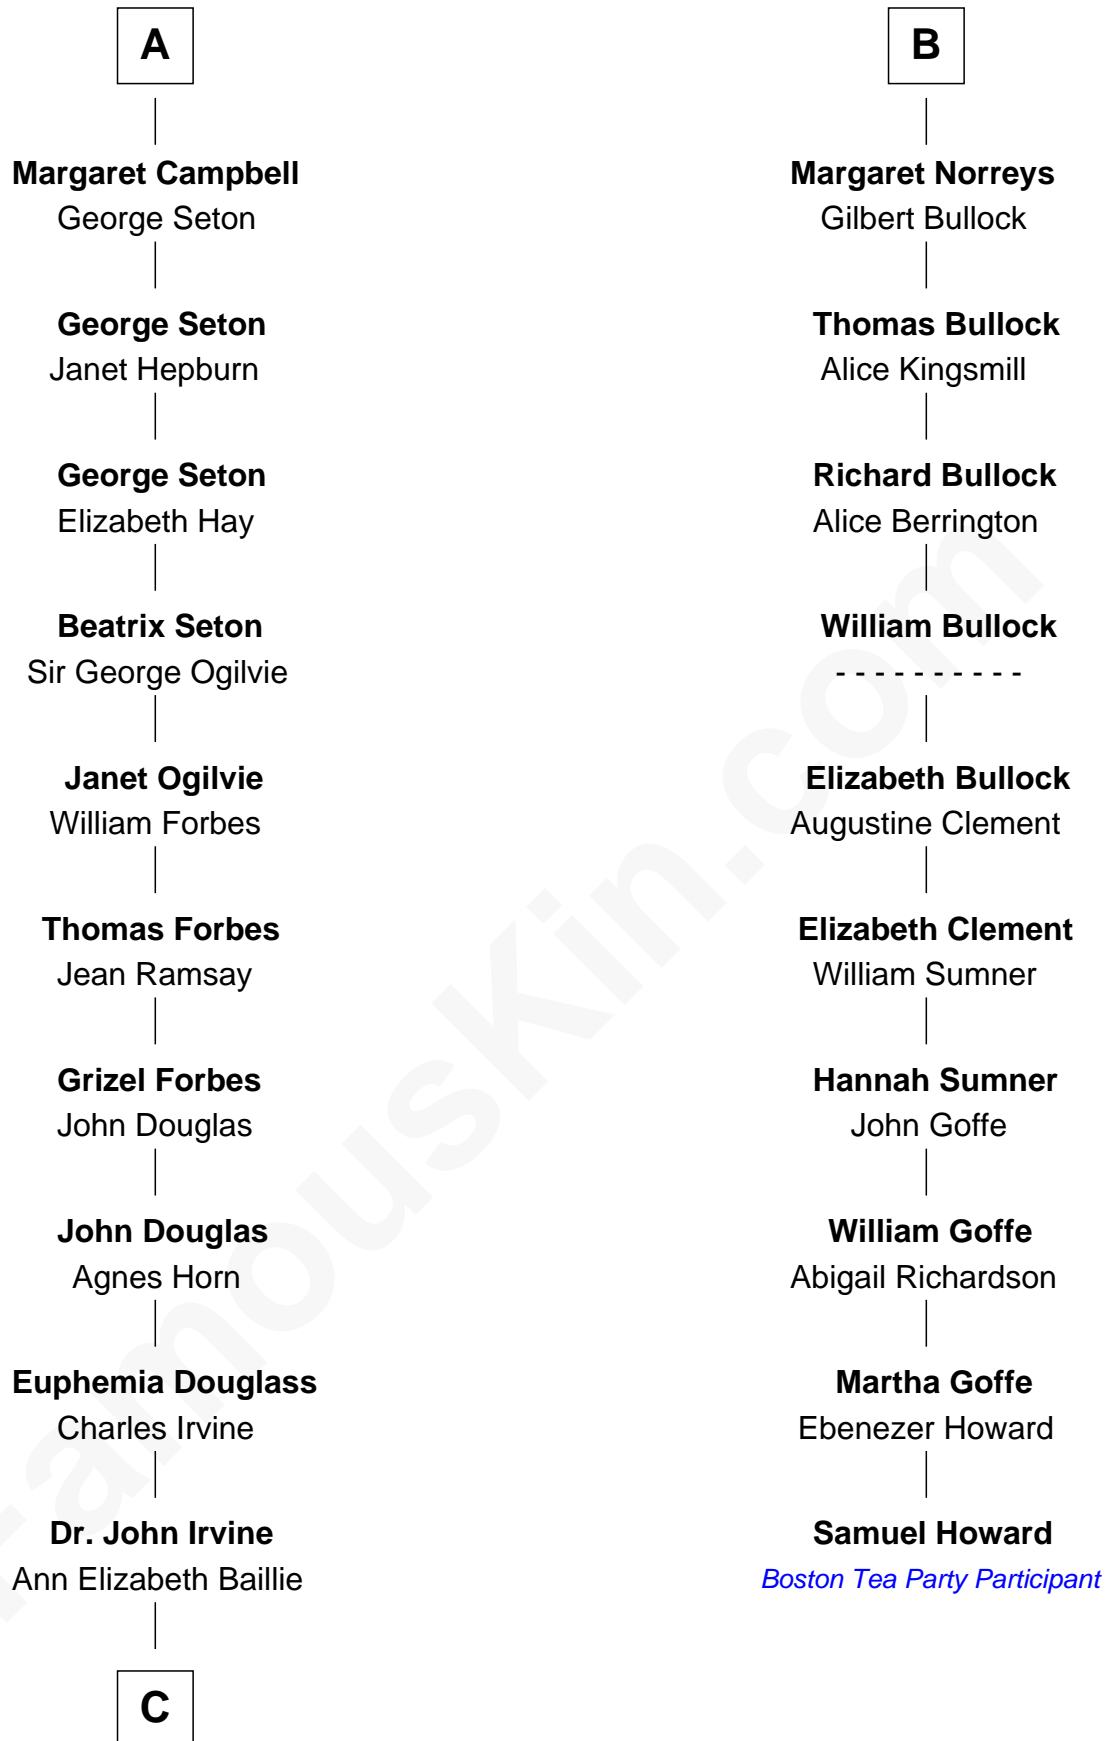 A
Margaret Campbell
George Seton
George Seton
Janet Hepburn
George Seton
Elizabeth Hay
Beatrix Seton
Sir George Ogilvie
Janet Ogilvie
William Forbes
Thomas Forbes
Jean Ramsay
Grizel Forbes
John Douglas
John Douglas
Agnes Horn
Euphemia Douglass
Charles Irvine
Dr. John Irvine
Ann Elizabeth Baillie
C
B
Margaret Norreys
Gilbert Bullock
Thomas Bullock
Alice Kingsmill
Richard Bullock
Alice Berrington
William Bullock
- - - - - - - - - -
Elizabeth Bullock
Augustine Clement
Elizabeth Clement
William Sumner
Hannah Sumner
John Goffe
William Goffe
Abigail Richardson
Martha Goffe
Ebenezer Howard
Samuel Howard
Boston Tea Party Participant
FamousKin.com